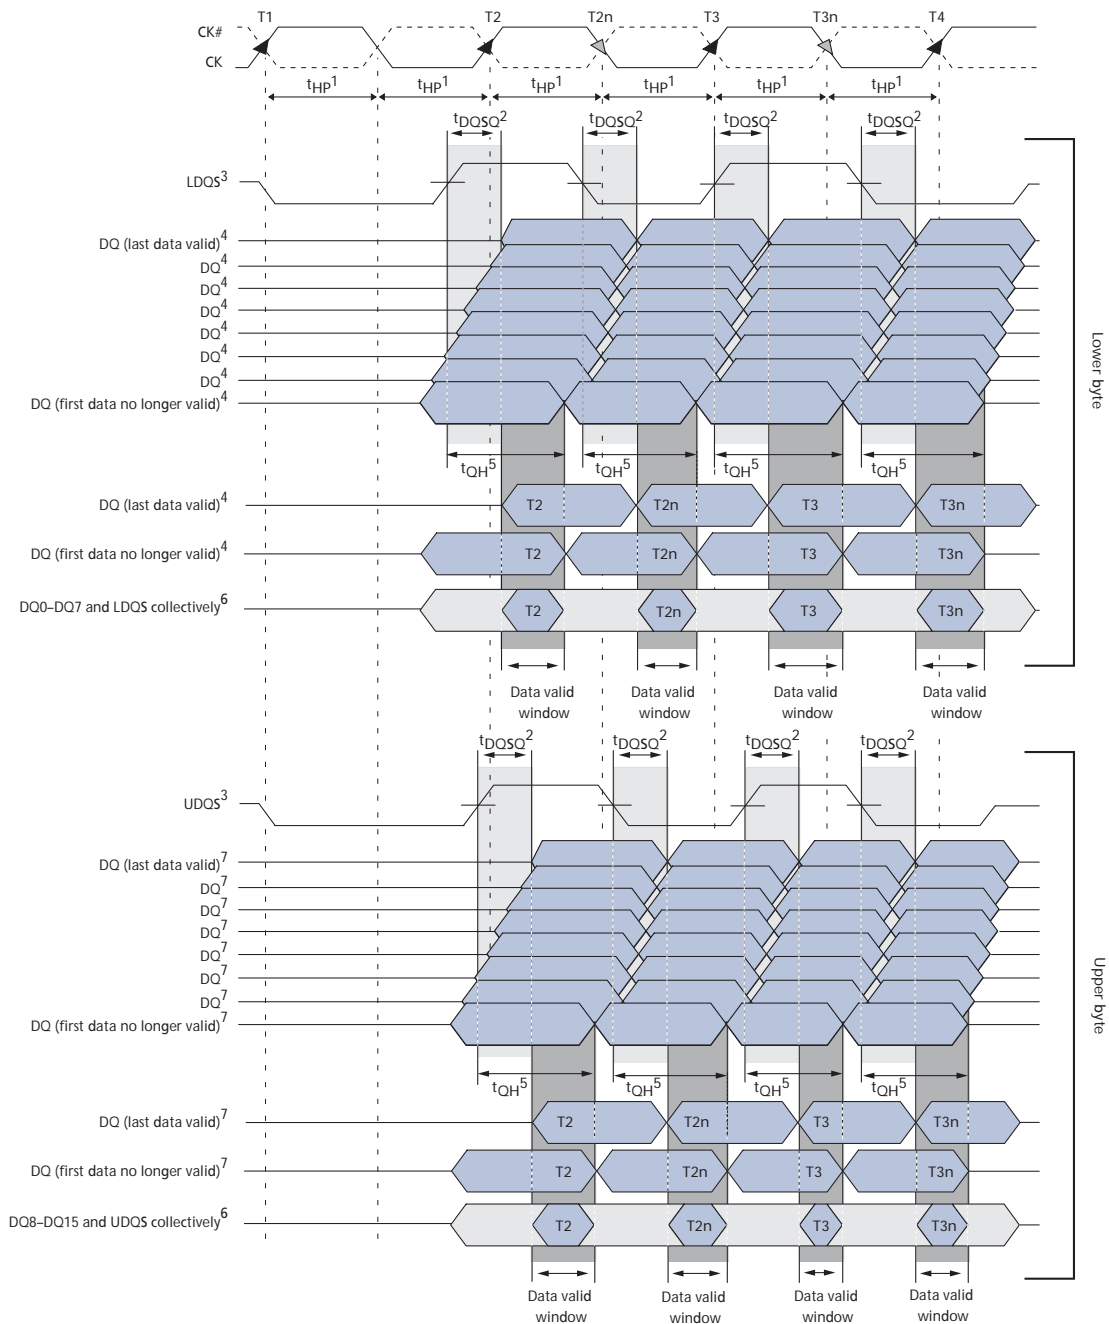 T1 T2 T2n T3 T3n T4
CK#
CK
tHP1 tHP1 tHP1 tHP1 tHP1 tHP1
tDQSQ2 tDQSQ2 tDQSQ2 tDQSQ2
LDQS3
DQ (last data valid)4
DQ4
DQ4
DQ4
DQ4
DQ4
DQ4
DQ (first data no longer valid)4
Lower byte
tQH5 tQH5 tQH5 tQH5
DQ (last data valid)4 T2 T2n T3 T3n
DQ (first data no longer valid)4 T2 T2n T3 T3n
DQ0–DQ7 and LDQS collectively6 T2 T2n T3 T3n
Data valid window
Data valid window
Data valid window
Data valid window
tDQSQ2 tDQSQ2 tDQSQ2 tDQSQ2
UDQS3
DQ (last data valid)7
DQ7
DQ7
DQ7
DQ7
DQ7
DQ7
DQ (first data no longer valid)7
Upper byte
tQH5 tQH5 tQH5 tQH5
DQ (last data valid)7 T2 T2n T3 T3n
DQ (first data no longer valid)7 T2 T2n T3 T3n
DQ8–DQ15 and UDQS collectively6 T2 T2n T3 T3n
Data valid window
Data valid window
Data valid window
Data valid window